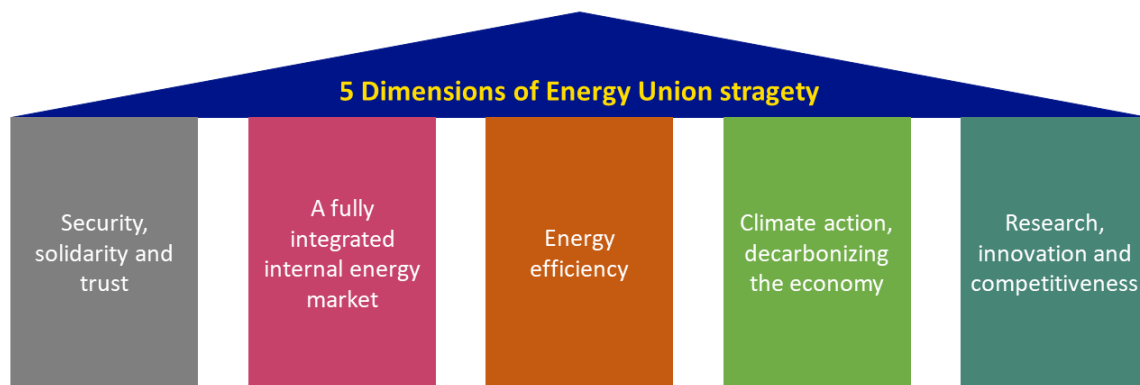 5 Dimensions of Energy Union stragety
Security,
solidarity and
trust
A fully
integrated
internal energy
market
Energy
efficiency
Climate action,
decarbonizing
the economy
Research,
innovation and
competitiveness